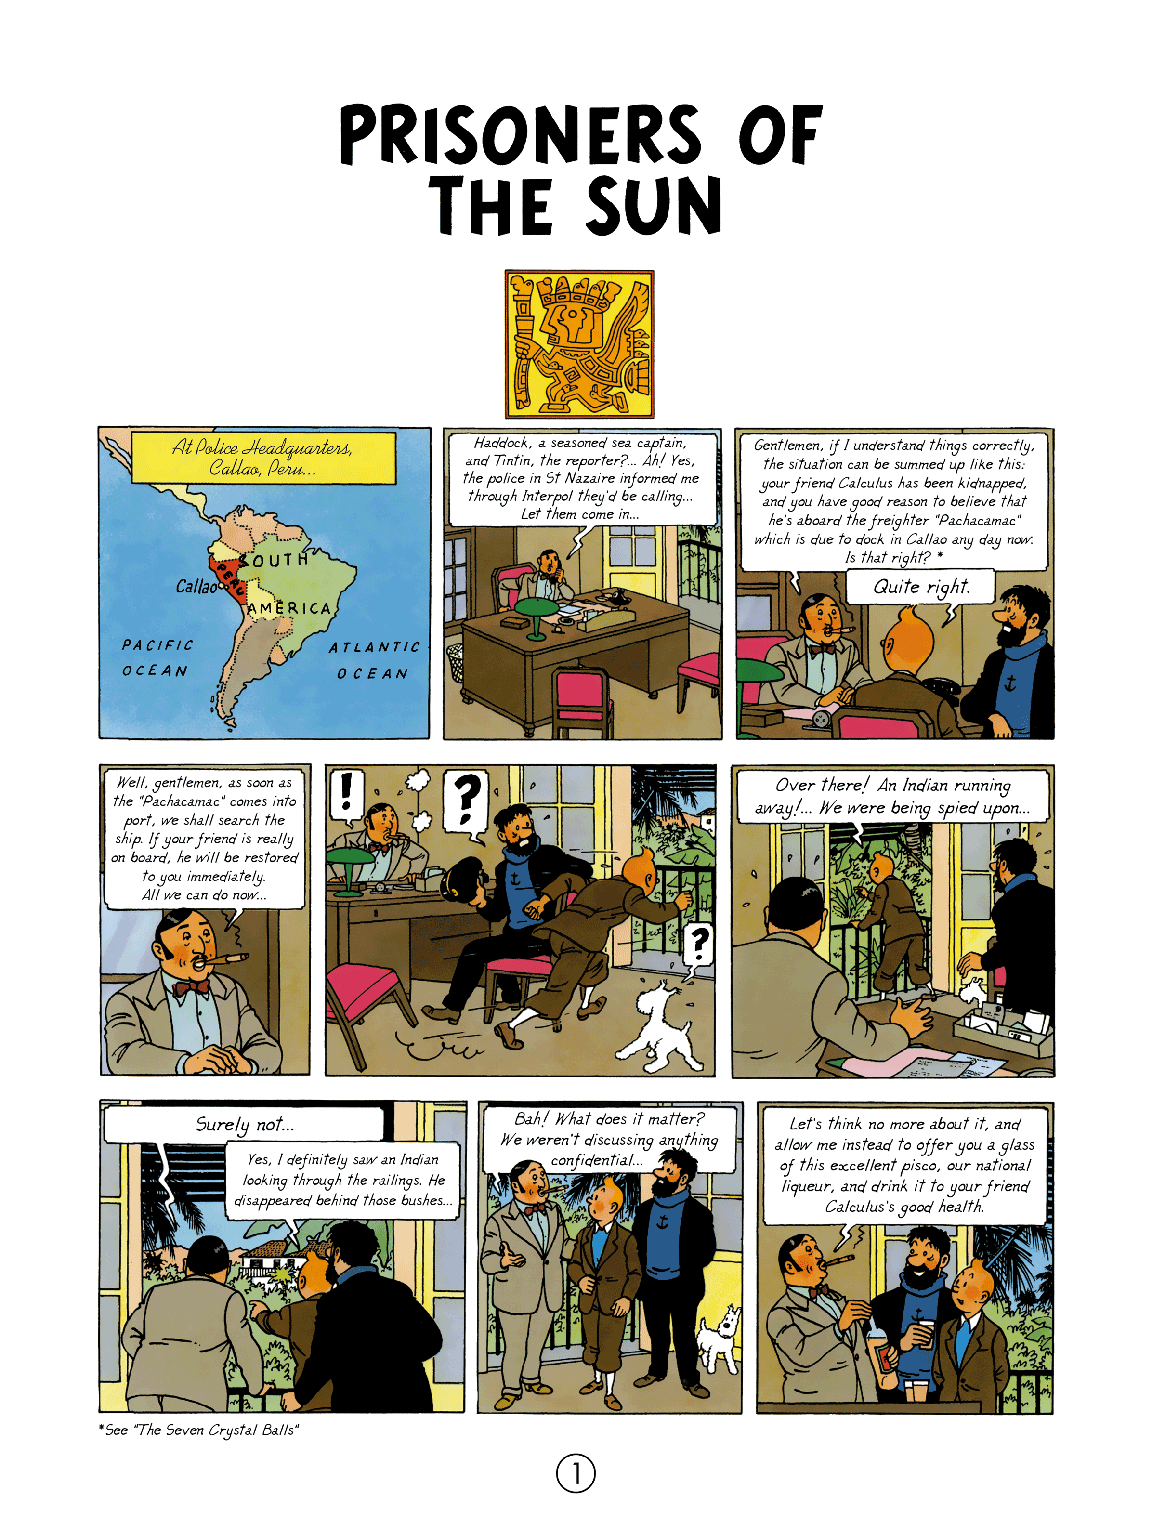 PRISONERS OF
THE SUN
At Police Headquarters,
Callao, Peru...
SOUTH
PERU
Callao
AMERICA
PACIFIC
OCEAN
ATLANTIC
OCEAN
Haddock, a seasoned sea captain,
and Tintin, the reporter?... Ah! Yes,
the police in St Nazaire informed me
through Interpol they'd be calling...
Let them come in...
Gentlemen, if I understand things correctly,
the situation can be summed up like this:
your friend Calculus has been kidnapped,
and you have good reason to believe that
he's aboard the freighter "Pachacamac"
which is due to dock in Callao any day now.
Is that right? *
Quite right.
Well, gentlemen, as soon as
the "Pachacamac" comes into
port, we shall search the
ship. If your friend is really
on board, he will be restored
to you immediately.
All we can do now...
!
?
?
Over there! An Indian running
away!... We were being spied upon...
Surely not...
Yes, I definitely saw an Indian
looking through the railings. He
disappeared behind those bushes...
Bah! What does it matter?
We weren't discussing anything
confidential...
Let's think no more about it, and
allow me instead to offer you a glass
of this excellent pisco, our national
liqueur, and drink it to your friend
Calculus's good health.
*See "The Seven Crystal Balls"
1